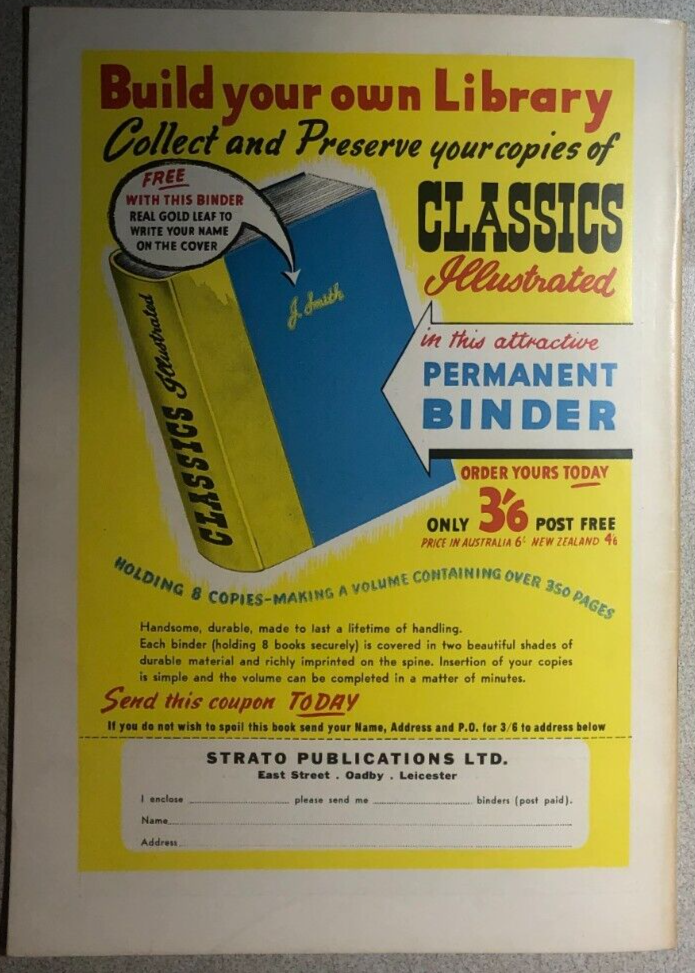 Build your own Library
Collect and Preserve your copies of
FREE
WITH THIS BINDER
REAL GOLD LEAF TO
WRITE YOUR NAME
ON THE COVER
CLASSICS
Illustrated
J. Smith
CLASSICS Illustrated
in this attractive
PERMANENT
BINDER
ORDER YOURS TODAY
ONLY 3'6 POST FREE
PRICE IN AUSTRALIA 6'- NEW ZEALAND 4'6
HOLDING 8 COPIES-MAKING A VOLUME CONTAINING OVER 350 PAGES
Handsome, durable, made to last a lifetime of handling.
Each binder (holding 8 books securely) is covered in two beautiful shades of
durable material and richly imprinted on the spine. Insertion of your copies
is simple and the volume can be completed in a matter of minutes.
Send this coupon TODAY
If you do not wish to spoil this book send your Name, Address and P.O. for 3/6 to address below
STRATO PUBLICATIONS LTD.
East Street . Oadby . Leicester
I enclose ........................ please send me ........................ binders (post paid).
Name
Address